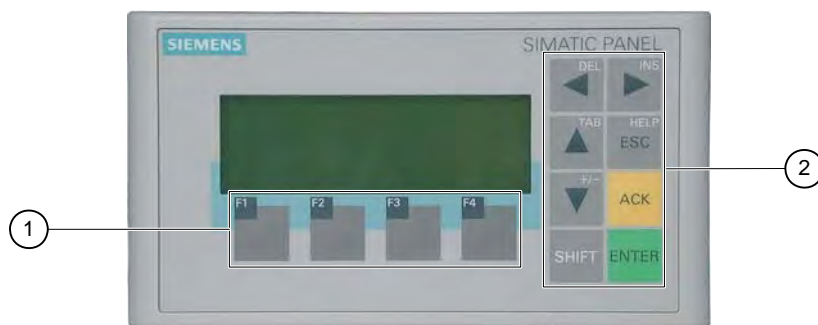 SIEMENS
SIMATIC PANEL
DEL
INS
TAB
HELP
ESC
+/-
ACK
F1
F2
F3
F4
SHIFT
ENTER
1
2